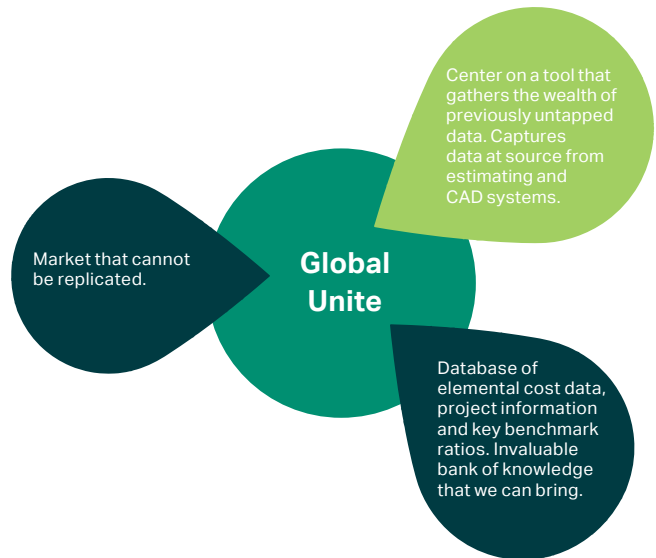 Center on a tool that
gathers the wealth of
previously untapped
data. Captures
data at source from
estimating and
CAD systems.
Market that cannot
be replicated.
Global
Unite
Database of
elemental cost data,
project information
and key benchmark
ratios. Invaluable
bank of knowledge
that we can bring.